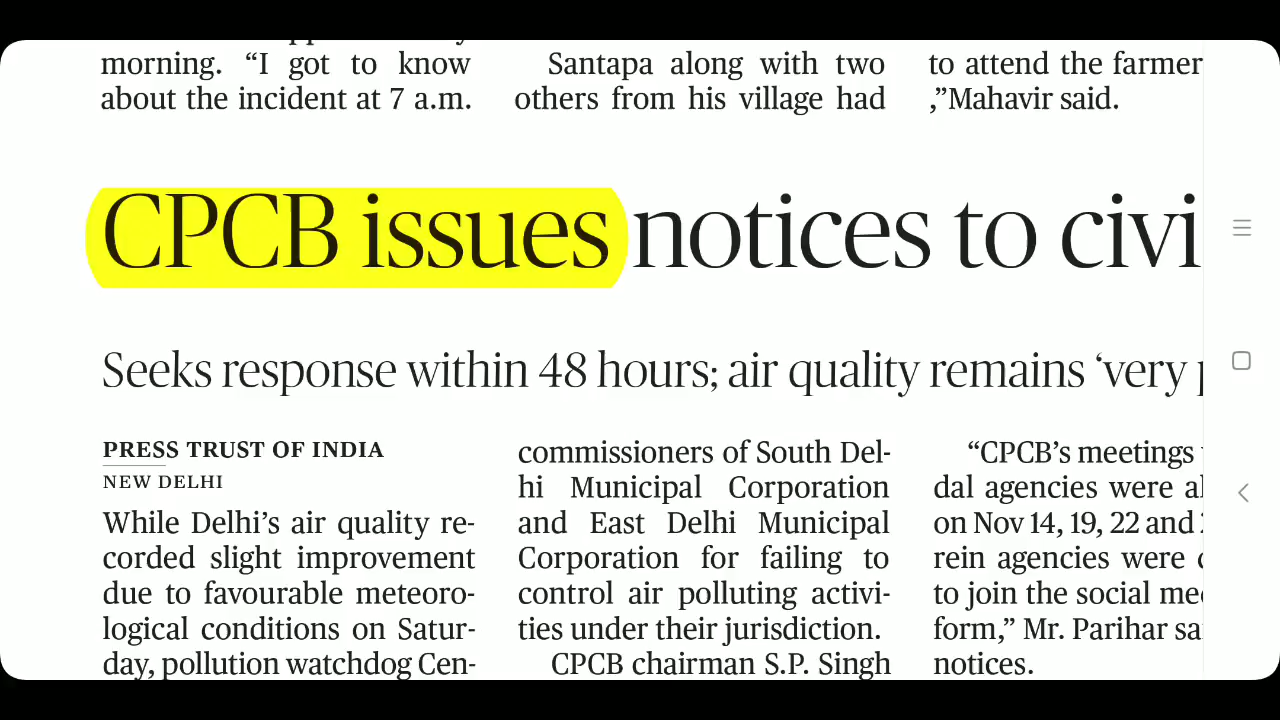 morning. “I got to know
about the incident at 7 a.m.
Santapa along with two
others from his village had
to attend the farmer
,”Mahavir said.
CPCB issues notices to civi
Seeks response within 48 hours; air quality remains ‘very
PRESS TRUST OF INDIA
NEW DELHI
While Delhi’s air quality re-
corded slight improvement
due to favourable meteoro-
logical conditions on Satur-
day, pollution watchdog Cen-
commissioners of South Del-
hi Municipal Corporation
and East Delhi Municipal
Corporation for failing to
control air polluting activi-
ties under their jurisdiction.
CPCB chairman S.P. Singh
“CPCB’s meetings
dal agencies were al
on Nov 14, 19, 22 and
rein agencies were
to join the social me
form,” Mr. Parihar sa
notices.